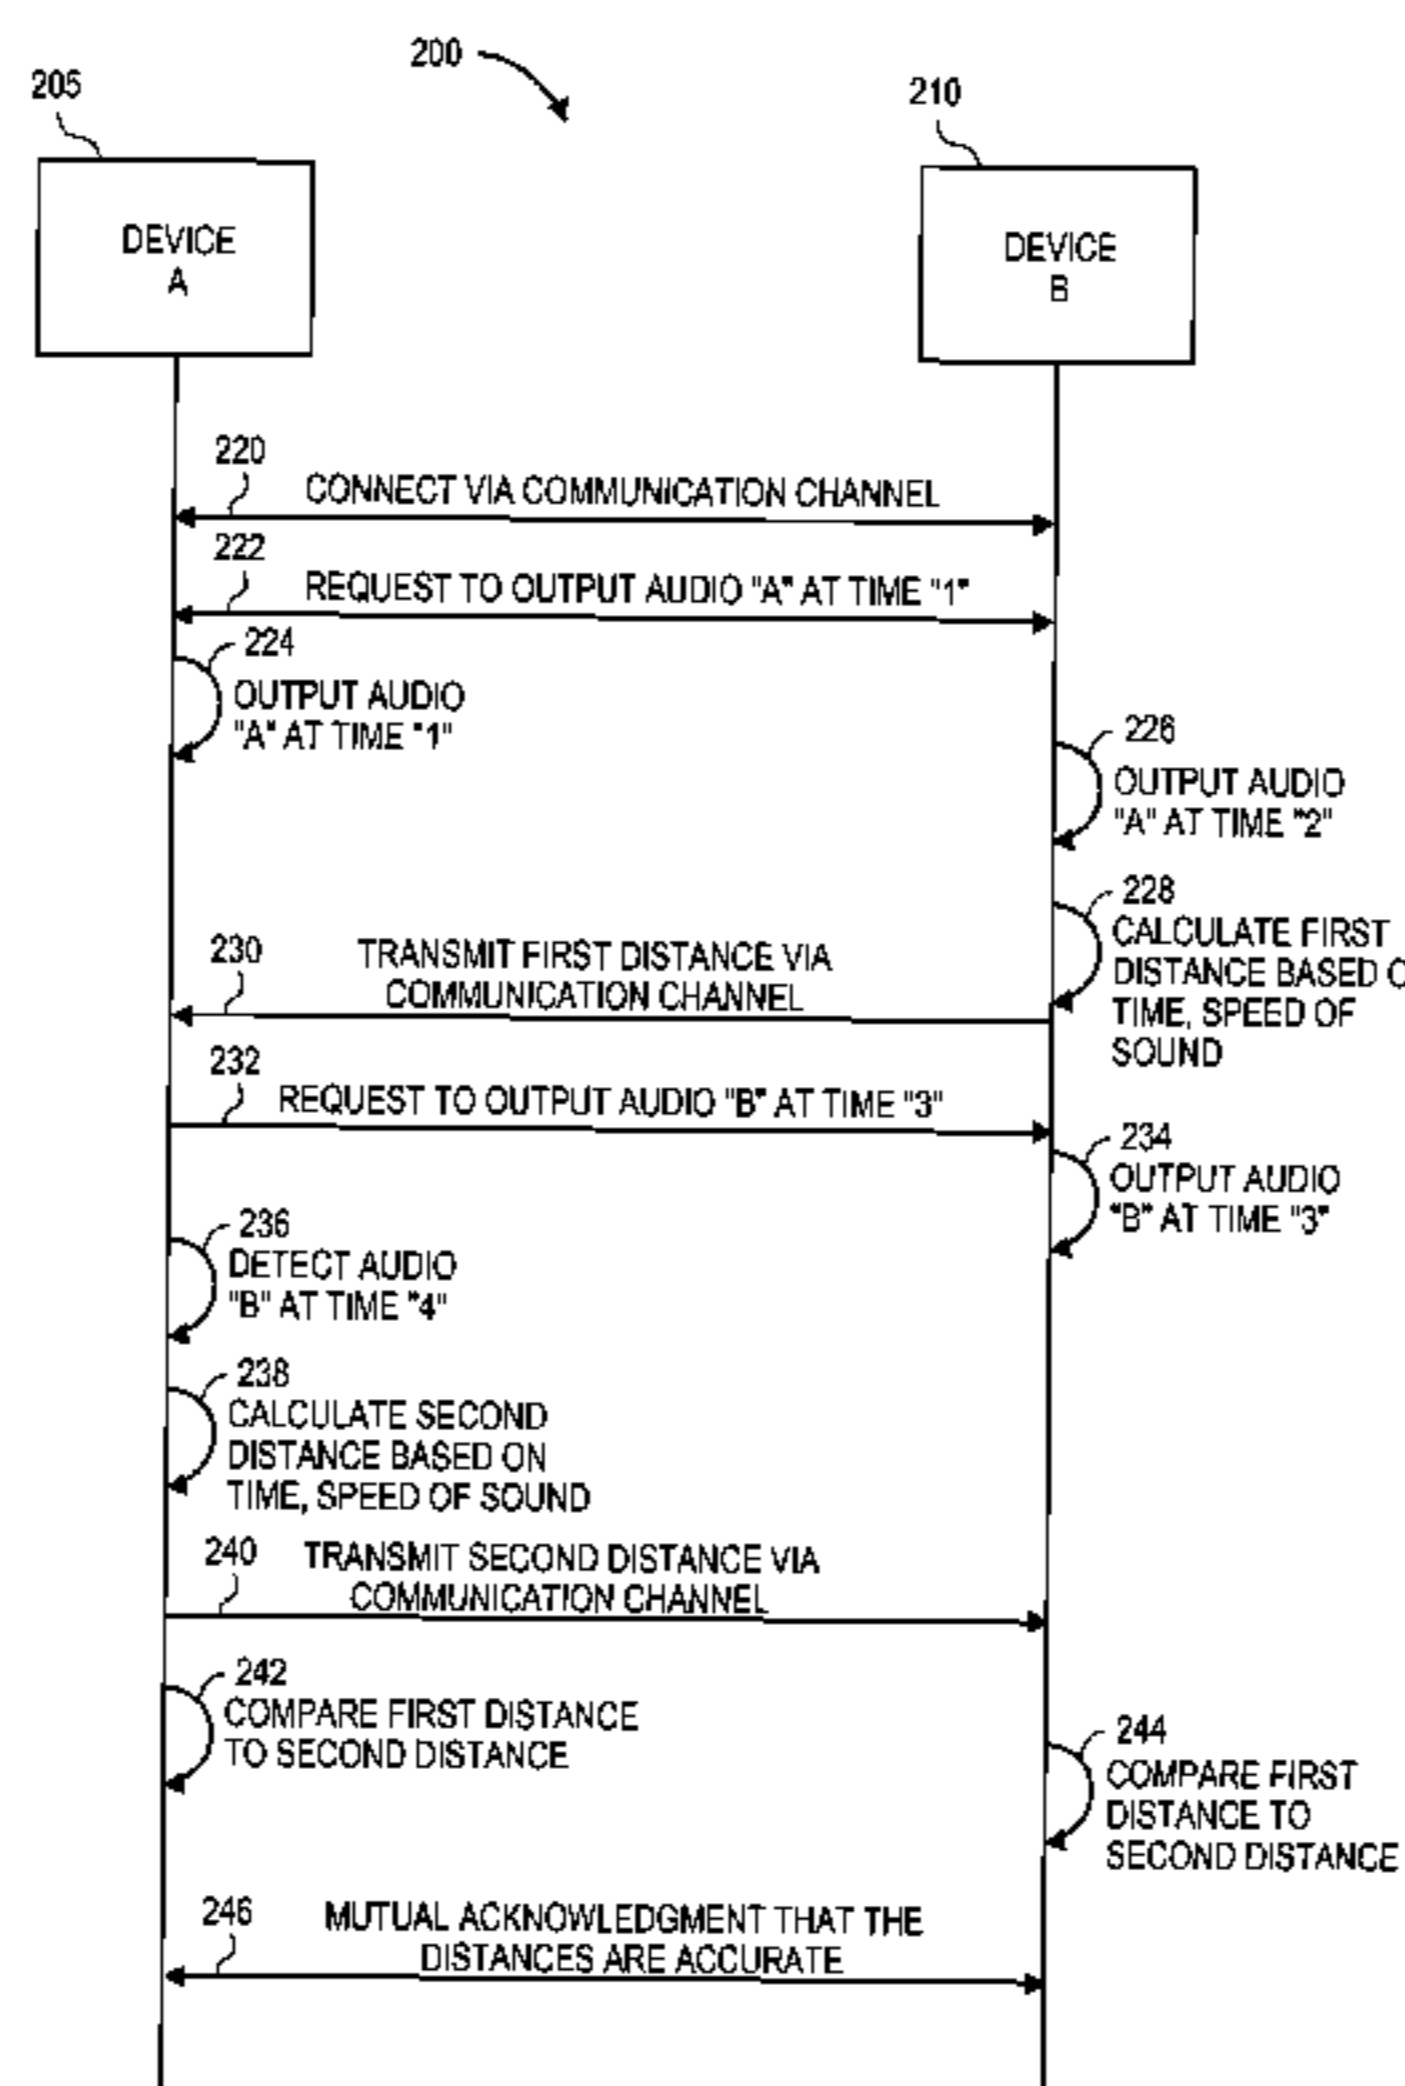 200
205
210
DEVICE
A
DEVICE
B
220
CONNECT VIA COMMUNICATION CHANNEL
222
REQUEST TO OUTPUT AUDIO "A" AT TIME "1"
224
OUTPUT AUDIO
"A" AT TIME "1"
226
OUTPUT AUDIO
"A" AT TIME "2"
228
CALCULATE FIRST
DISTANCE BASED
TIME, SPEED OF
SOUND
230
TRANSMIT FIRST DISTANCE VIA
COMMUNICATION CHANNEL
232
REQUEST TO OUTPUT AUDIO "B" AT TIME "3"
234
OUTPUT AUDIO
"B" AT TIME "3"
236
DETECT AUDIO
"B" AT TIME "4"
238
CALCULATE SECOND
DISTANCE BASED ON
TIME, SPEED OF SOUND
240
TRANSMIT SECOND DISTANCE VIA
COMMUNICATION CHANNEL
242
COMPARE FIRST DISTANCE
TO SECOND DISTANCE
244
COMPARE FIRST
DISTANCE TO
SECOND DISTANCE
246
MUTUAL ACKNOWLEDGMENT THAT THE
DISTANCES ARE ACCURATE